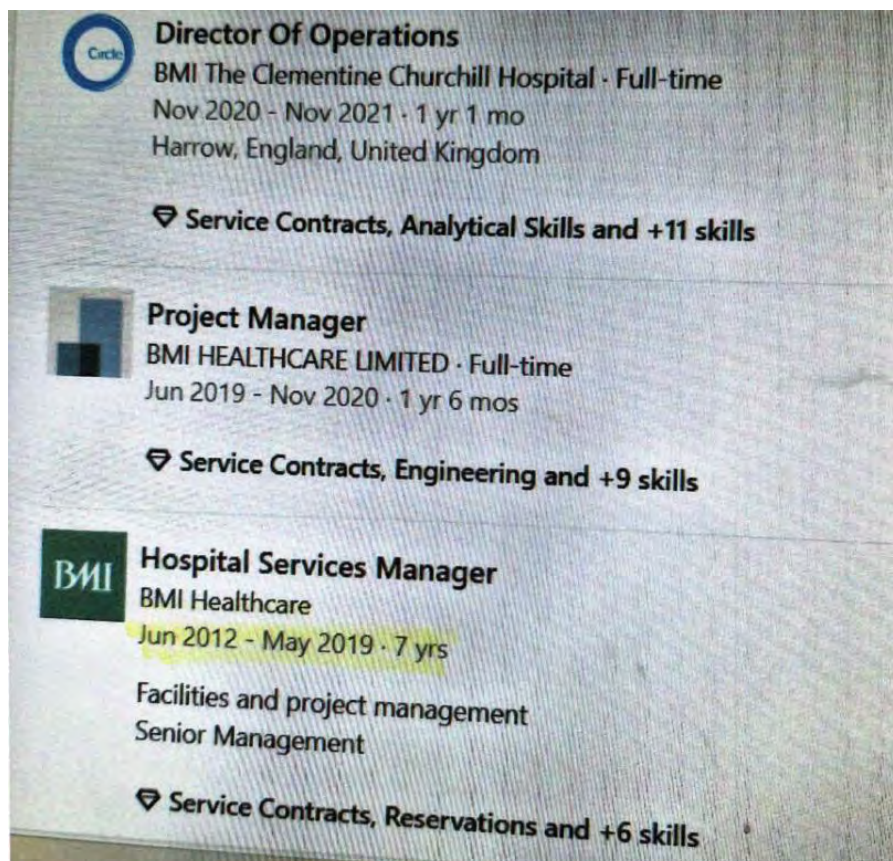 Circle
Director Of Operations
BMI The Clementine Churchill Hospital · Full-time
Nov 2020 - Nov 2021 · 1 yr 1 mo
Harrow, England, United Kingdom
Service Contracts, Analytical Skills and +11 skills
Project Manager
BMI HEALTHCARE LIMITED · Full-time
Jun 2019 - Nov 2020 · 1 yr 6 mos
Service Contracts, Engineering and +9 skills
BMI
Hospital Services Manager
BMI Healthcare
Jun 2012 - May 2019 · 7 yrs
Facilities and project management
Senior Management
Service Contracts, Reservations and +6 skills